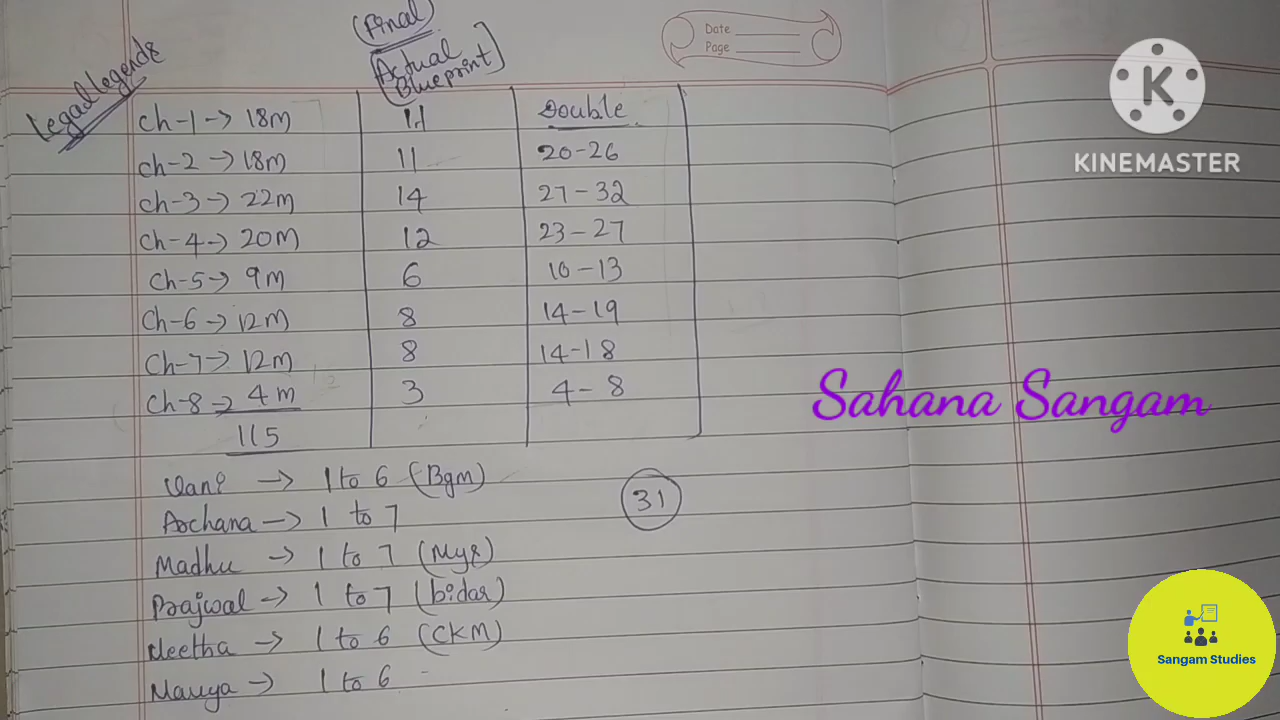 (Final)
Legad legends
(Actual Blueprint)
Date
Page
Ch-1 -> 18M 11 Double
Ch-2 -> 18M 11 20-26
Ch-3 -> 22M 14 27-32
Ch-4 -> 20M 12 23-27
Ch-5 -> 9M 6 10-13
Ch-6 -> 12M 8 14-19
Ch-7 -> 12M 8 14-18
Ch-8 -> 4M 3 4-8
115
Vani -> 1 to 6 (Bgm)
31
Archana -> 1 to 7
Madhu -> 1 to 7 (Mys)
Prajwal -> 1 to 7 (bidar)
Neetha -> 1 to 6 (CKM)
1 to 6
K
KINEMASTER
Sahana Sangam
Sangam Studies